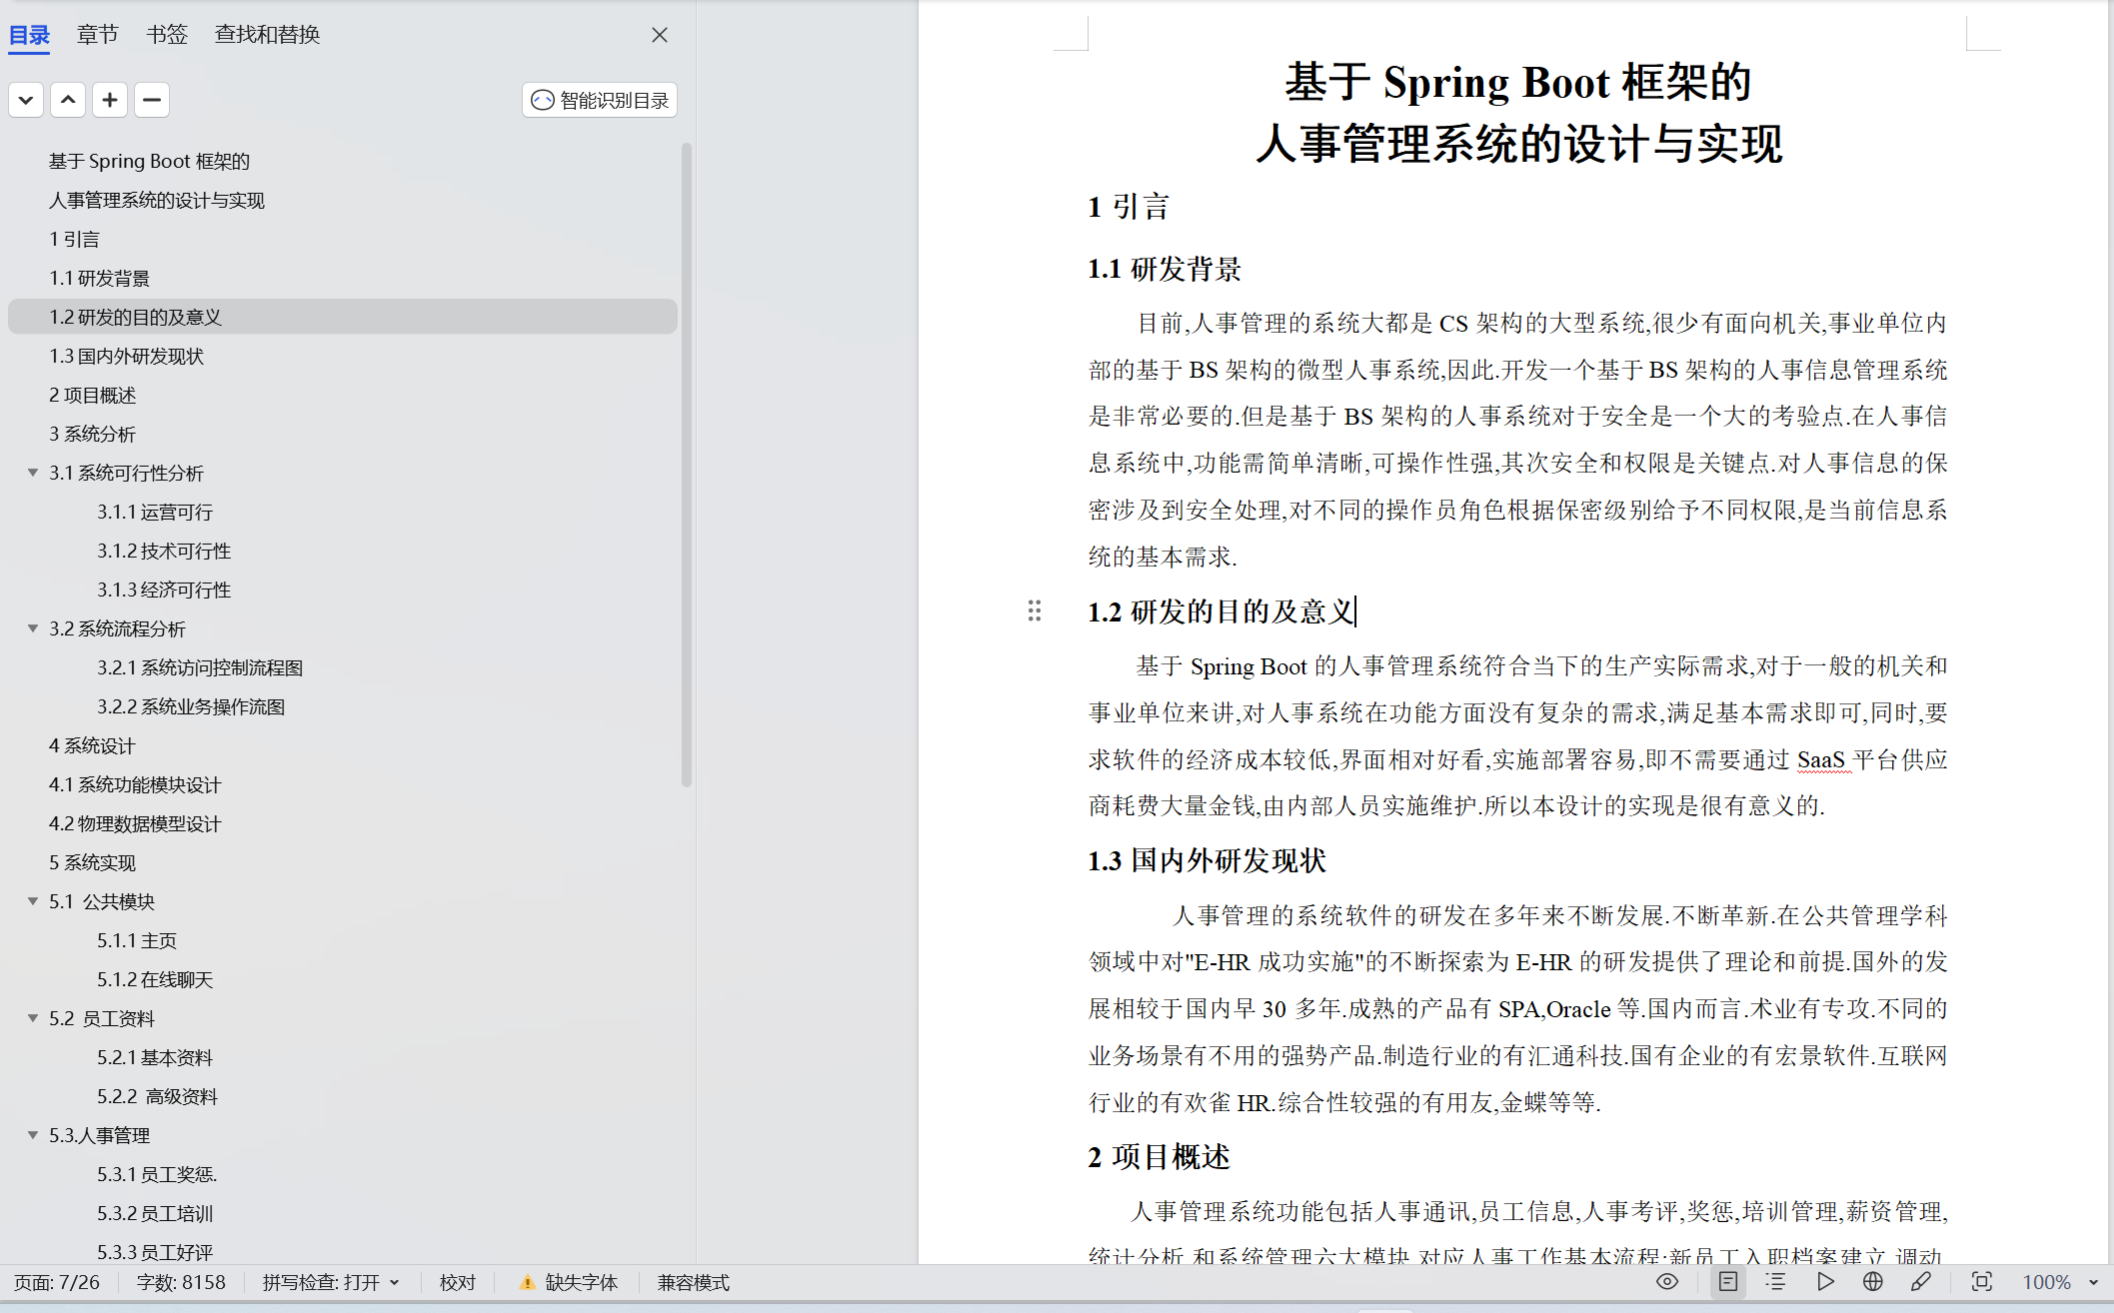 目录 章节 书签 查找和替换
智能识别目录
基于 Spring Boot 框架的
人事管理系统的设计与实现
1 引言
1.1 研发背景
1.2 研发的目的及意义
1.3 国内外研发现状
2 项目概述
3 系统分析
3.1 系统可行性分析
3.1.1 运营可行
3.1.2 技术可行性
3.1.3 经济可行性
3.2 系统流程分析
3.2.1 系统访问控制流程图
3.2.2 系统业务操作流图
4 系统设计
4.1 系统功能模块设计
4.2 物理数据模型设计
5 系统实现
5.1 公共模块
5.1.1 主页
5.1.2 在线聊天
5.2 员工资料
5.2.1 基本资料
5.2.2 高级资料
5.3.人事管理
5.3.1 员工奖惩.
5.3.2 员工培训
5.3.3 员工好评
基于 Spring Boot 框架的
人事管理系统的设计与实现
1 引言
1.1 研发背景
目前,人事管理的系统大都是 CS 架构的大型系统,很少有面向机关,事业单位内
部的基于 BS 架构的微型人事系统,因此.开发一个基于 BS 架构的人事信息管理系统
是非常必要的.但是基于 BS 架构的人事系统对于安全是一个大的考验点.在人事信
息系统中,功能需简单清晰,可操作性强,其次安全和权限是关键点.对人事信息的保
密涉及到安全处理,对不同的操作员角色根据保密级别给予不同权限,是当前信息系
统的基本需求.
1.2 研发的目的及意义
基于 Spring Boot 的人事管理系统符合当下的生产实际需求,对于一般的机关和
事业单位来讲,对人事系统在功能方面没有复杂的需求,满足基本需求即可,同时,要
求软件的经济成本较低,界面相对好看,实施部署容易,即不需要通过 SaaS 平台供应
商耗费大量金钱,由内部人员实施维护.所以本设计的实现是很有意义的.
1.3 国内外研发现状
人事管理的系统软件的研发在多年来不断发展.不断革新.在公共管理学科
领域中对"E-HR 成功实施"的不断探索为 E-HR 的研发提供了理论和前提.国外的发
展相较于国内早 30 多年.成熟的产品有 SPA,Oracle 等.国内而言.术业有专攻.不同的
业务场景有不用的强势产品.制造行业的有汇通科技.国有企业的有宏景软件.互联网
行业的有欢雀 HR.综合性较强的有用友,金蝶等等.
2 项目概述
人事管理系统功能包括人事通讯,员工信息,人事考评,奖惩,培训管理,薪资管理,
统计分析,和系统管理六大模块.对应人事工作基本流程:新员工入职档案建立,调动,
页面: 7/26 字数: 8158 拼写检查: 打开 校对 缺失字体 兼容模式 100%